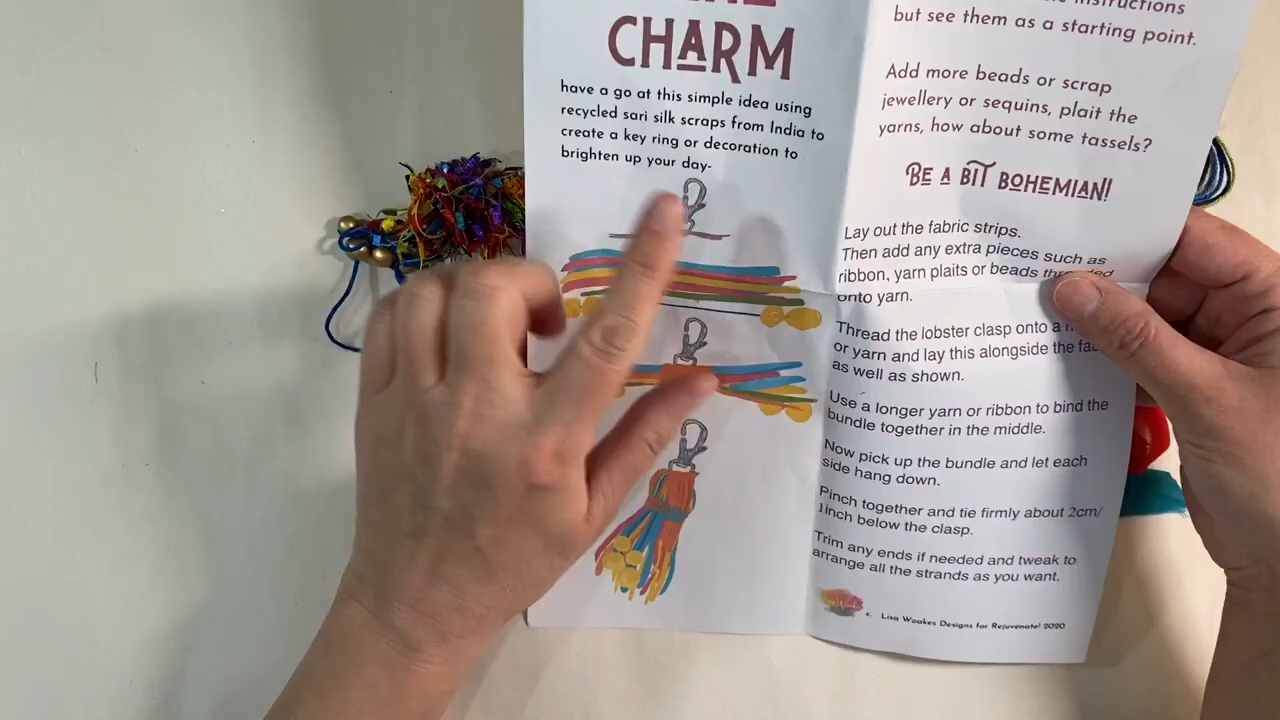 CHARM
have a go at this simple idea using
recycled sari silk scraps from India to
create a key ring or decoration to
brighten up your day-
instructions
but see them as a starting point.
Add more beads or scrap
jewellery or sequins, plait the
yarns, how about some tassels?
BE A BIT BOHEMIAN!
Lay out the fabric strips.
Then add any extra pieces such as
ribbon, yarn plaits or beads threaded
onto yarn.
Thread the lobster clasp onto a
or yarn and lay this alongside the
as well as shown.
Use a longer yarn or ribbon to bind the
bundle together in the middle.
Now pick up the bundle and let each
side hang down.
Pinch together and tie firmly about 2cm/
1inch below the clasp.
Trim any ends if needed and tweak to
arrange all the strands as you want.
c. Lisa Woakes Designs for Rejuvenate! 2020